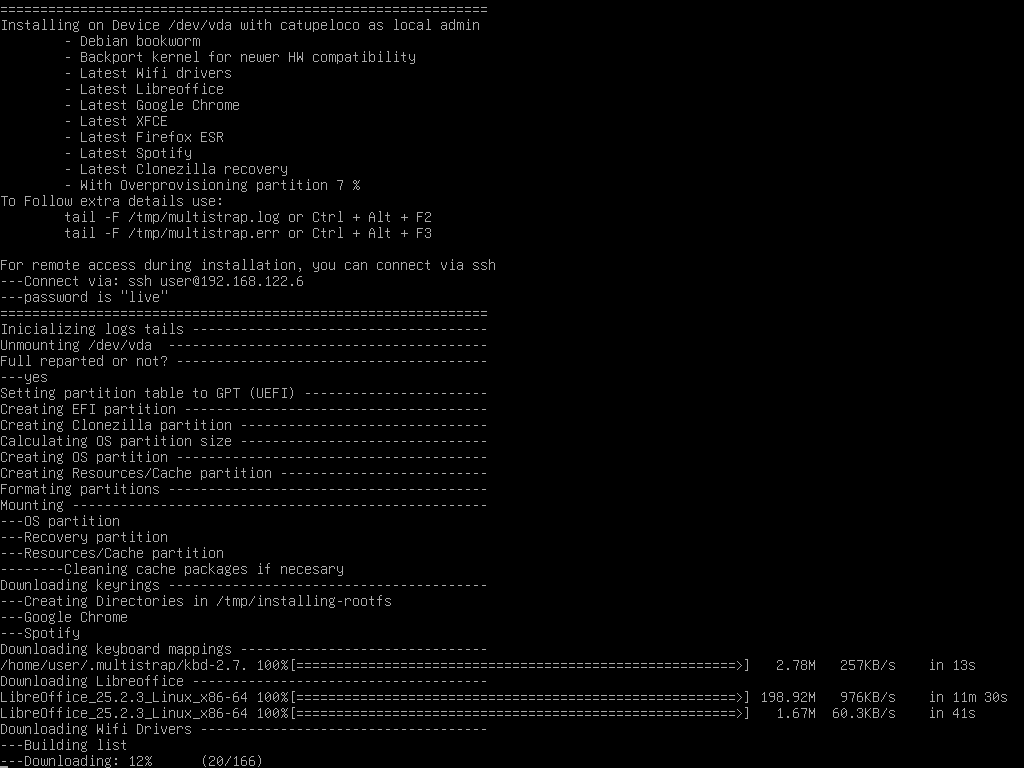 =============================================================
Installing on Device /dev/vda with catupeloco as local admin
        - Debian bookworm
        - Backport kernel for newer HW compatibility
        - Latest Wifi drivers
        - Latest Libreoffice
        - Latest Google Chrome
        - Latest XFCE
        - Latest Firefox ESR
        - Latest Spotify
        - Latest Clonezilla recovery
        - With Overprovisioning partition 7 %
To Follow extra details use:
        tail -F /tmp/multistrap.log or Ctrl + Alt + F2
        tail -F /tmp/multistrap.err or Ctrl + Alt + F3

For remote access during installation, you can connect via ssh
---Connect via: ssh user@192.168.122.6
---password is "live"
=============================================================
Inicializing logs tails -------------------------------------
Unmounting /dev/vda  ----------------------------------------
Full reparted or not? ---------------------------------------
---yes
Setting partition table to GPT (UEFI) -----------------------
Creating EFI partition --------------------------------------
Creating Clonezilla partition -------------------------------
Calculating OS partition size -------------------------------
Creating OS partition ---------------------------------------
Creating Resources/Cache partition --------------------------
Formating partitions ----------------------------------------
Mounting ----------------------------------------------------
---OS partition
---Recovery partition
---Resources/Cache partition
--------Cleaning cache packages if necesary
Downloading keyrings ----------------------------------------
---Creating Directories in /tmp/installing-rootfs
---Google Chrome
---Spotify
Downloading keyboard mappings -------------------------------
/home/user/.multistrap/kbd-2.7. 100%[=======================================================>]   2.78M   257KB/s    in 13s
Downloading Libreoffice -------------------------------------
LibreOffice_25.2.3_Linux_x86-64 100%[=======================================================>] 198.92M   976KB/s    in 11m 30s
LibreOffice_25.2.3_Linux_x86-64 100%[=======================================================>]   1.67M  60.3KB/s    in 41s
Downloading Wifi Drivers ------------------------------------
---Building list
---Downloading: 12%      (20/166)